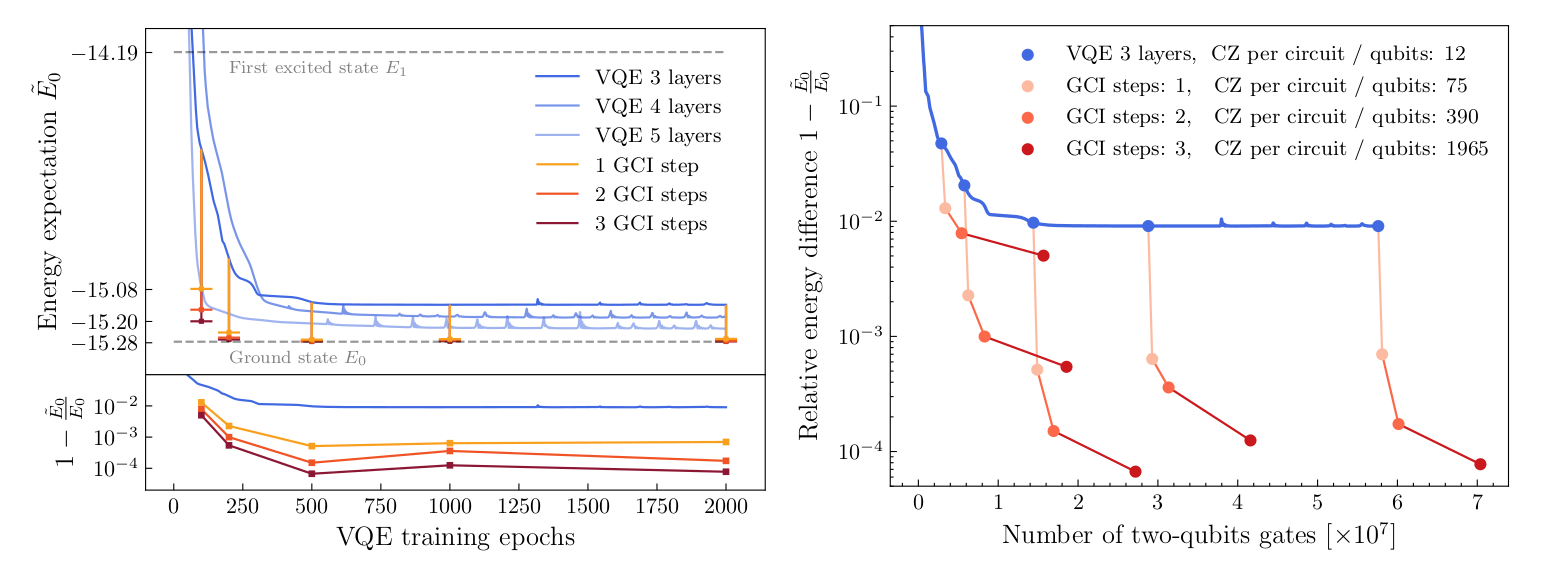 Energy expectation Ẽ₀
−14.19
−15.08
−15.20
−15.28
First excited state E₁
VQE 3 layers
VQE 4 layers
VQE 5 layers
1 GCI step
2 GCI steps
3 GCI steps
Ground state E₀
1 − Ẽ₀/E₀
10⁻²
10⁻³
10⁻⁴
0 250 500 750 1000 1250 1500 1750 2000
VQE training epochs
Relative energy difference 1 − Ẽ₀/E₀
10⁻¹
10⁻²
10⁻³
10⁻⁴
VQE 3 layers, CZ per circuit / qubits: 12
GCI steps: 1, CZ per circuit / qubits: 75
GCI steps: 2, CZ per circuit / qubits: 390
GCI steps: 3, CZ per circuit / qubits: 1965
0 1 2 3 4 5 6 7
Number of two-qubits gates [×10⁷]